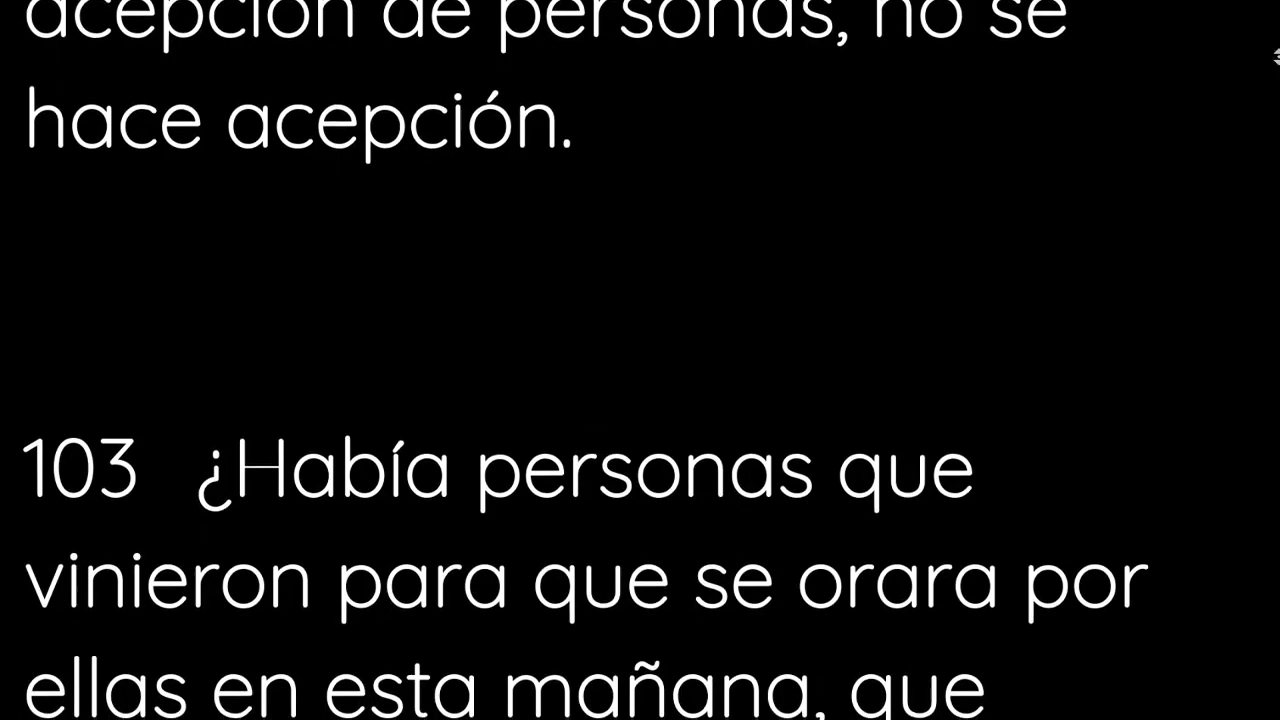 acepción de personas, no se
hace acepción.
103 ¿Había personas que
vinieron para que se orara por
ellas en esta mañana, que